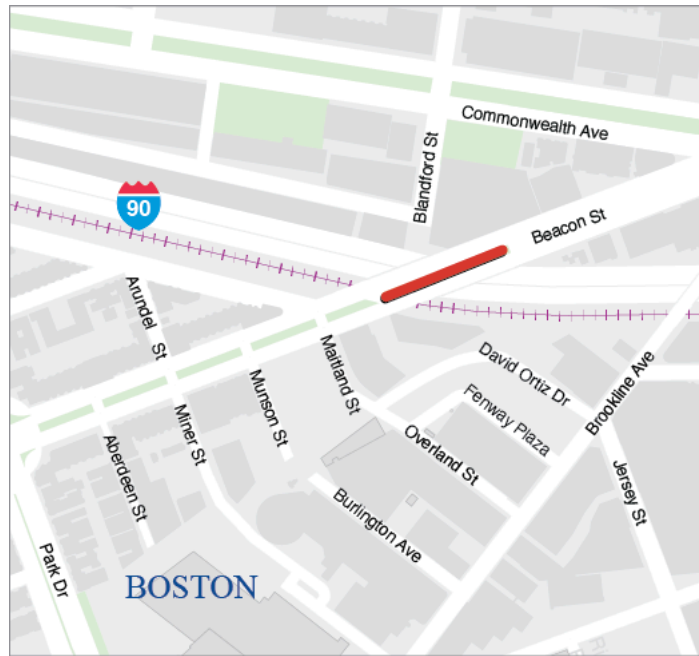 Commonwealth Ave
Blandford St
90
Beacon St
Arundel St
Maitland St
David Ortiz Dr
Brookline Ave
Munson St
Fenway Plaza
Miner St
Overland St
Aberdeen St
Jersey St
Burlington Ave
Park Dr
BOSTON